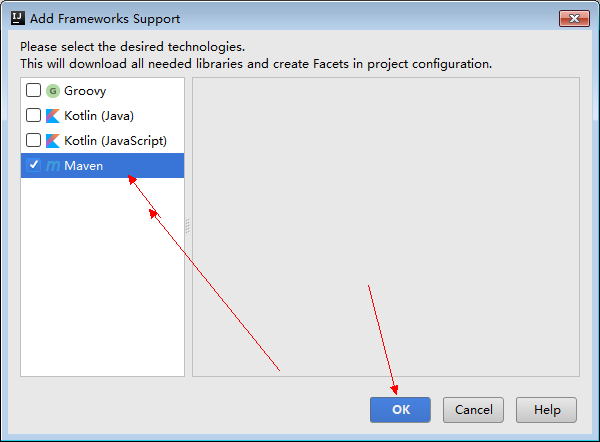 IJ
Add Frameworks Support
Please select the desired technologies.
This will download all needed libraries and create Facets in project configuration.
G Groovy
Kotlin (Java)
Kotlin (JavaScript)
m Maven
OK Cancel Help